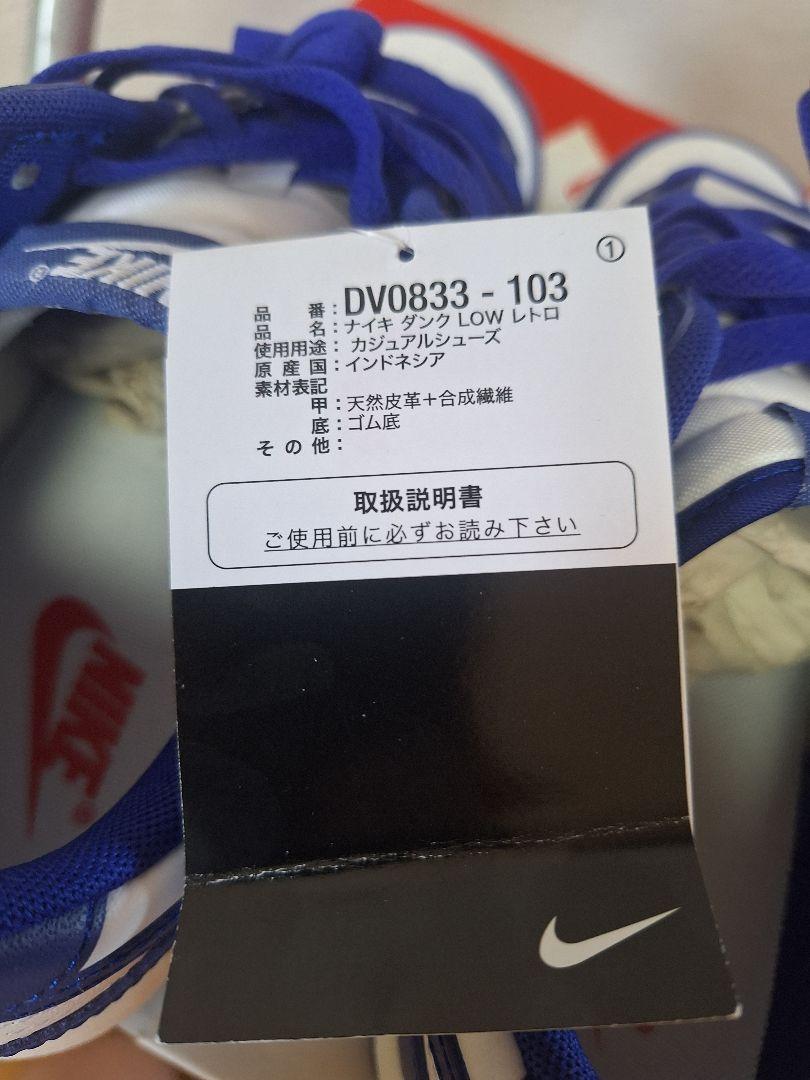 ①
品 番：DV0833 - 103
品 名：ナイキ ダンク LOW レトロ
使用用途： カジュアルシューズ
原 産 国：インドネシア
素材表記
甲：天然皮革＋合成繊維
底：ゴム底
そ の 他：
取扱説明書
ご使用前に必ずお読み下さい
NIKE®
NIKE®